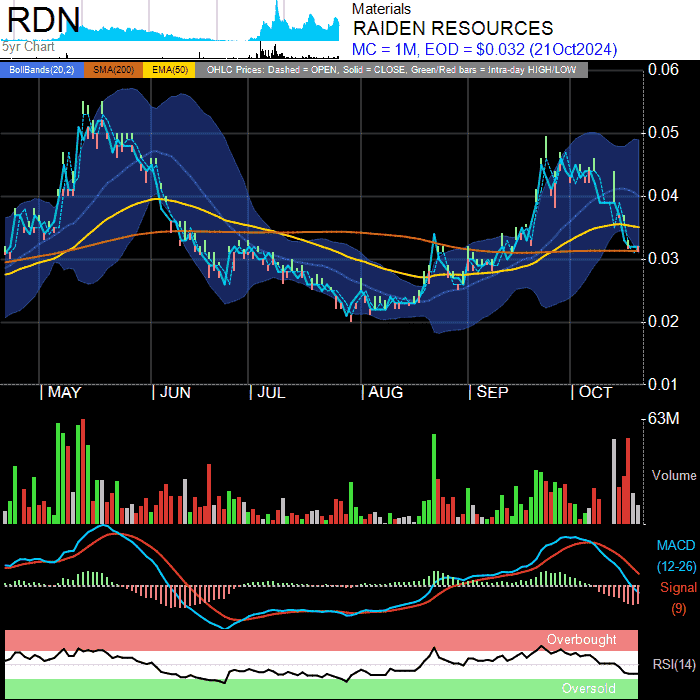 RDN
5yr Chart
Materials
RAIDEN RESOURCES
MC = 1M, EOD = $0.032 (21Oct2024)
BollBands(20,2) SMA(200) EMA(50) OHLC Prices: Dashed = OPEN, Solid = CLOSE, Green/Red bars = Intra-day HIGH/LOW
0.06
0.05
0.04
0.03
0.02
0.01
MAY JUN JUL AUG SEP OCT
63M
Volume
MACD
(12-26)
Signal
(9)
Overbought
RSI(14)
Oversold